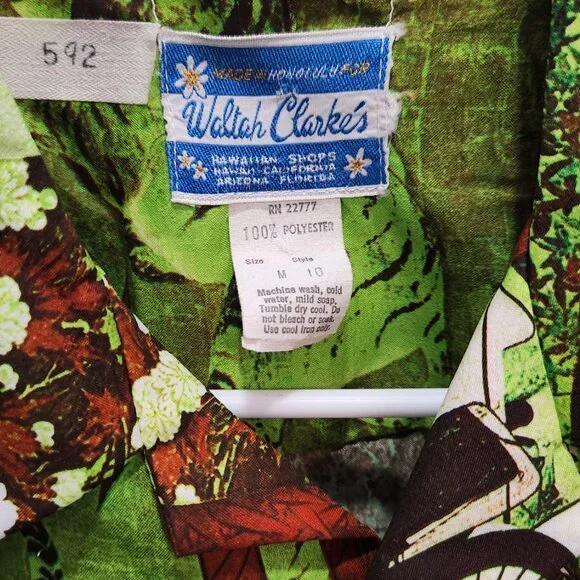 592
MADE IN HONOLULU FOR
Waltah Clarke's
HAWAIIAN SHOPS
HAWAII-CALIFORNIA
ARIZONA FLORIDA
RN 22777
100% POLYESTER
Size Style
M 10
Machine wash, cold
water, mild soap.
Tumble dry cool. Do
not bleach or soak.
Use cool iron only.